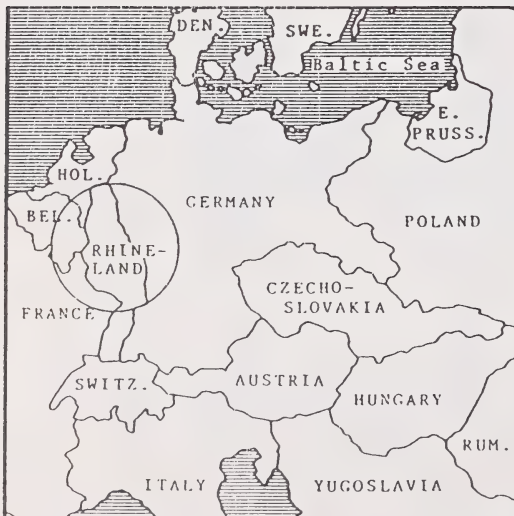 DEN.
SWE.
Baltic Sea
E.
PRUSS.
HOL.
GERMANY
BEL.
POLAND
RHINE-
LAND
CZECHO-
SLOVAKIA
FRANCE
SWITZ.
AUSTRIA
HUNGARY
RUM.
ITALY
YUGOSLAVIA